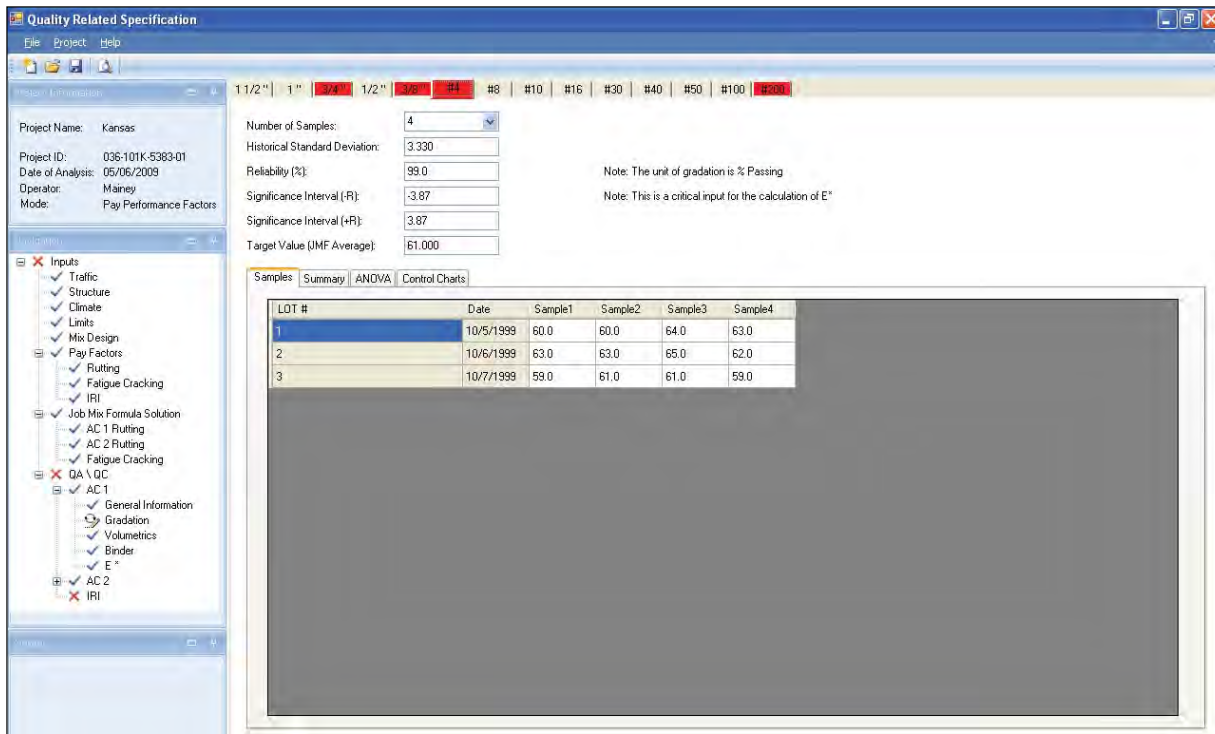 Quality Related Specification
File Project Help
1 1/2" 1" 3/4" 1/2" 3/8" #4 #8 #10 #16 #30 #40 #50 #100 #200
Project Name: Kansas
Project ID: 036-101K-5383-01
Date of Analysis: 05/06/2009
Operator: Mainey
Mode: Pay Performance Factors
Number of Samples: 4
Historical Standard Deviation: 3.330
Reliability (%): 99.0 Note: The unit of gradation is % Passing
Significance Interval (-R): -3.87 Note: This is a critical input for the calculation of E*
Significance Interval (+R): 3.87
Target Value (JMF Average): 61.000
Inputs
Traffic
Structure
Climate
Limits
Mix Design
Pay Factors
Rutting
Fatigue Cracking
IRI
Job Mix Formula Solution
AC 1 Rutting
AC 2 Rutting
Fatigue Cracking
QA \ QC
AC 1
General Information
Gradation
Volumetrics
Binder
E *
AC 2
IRI
Samples Summary ANOVA Control Charts
LOT # Date Sample1 Sample2 Sample3 Sample4
1 10/5/1999 60.0 60.0 64.0 63.0
2 10/6/1999 63.0 63.0 65.0 62.0
3 10/7/1999 59.0 61.0 61.0 59.0